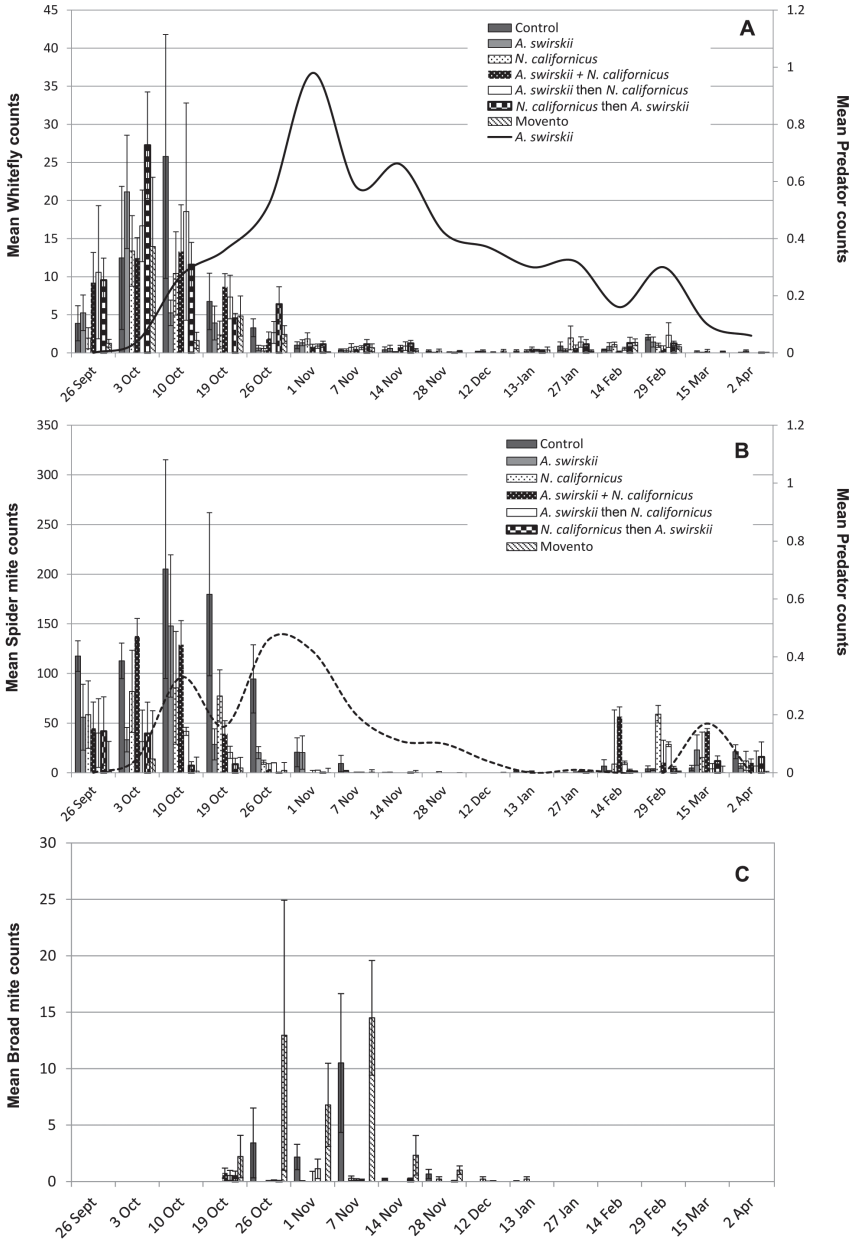 A
Mean Whitefly counts
Mean Predator counts
45
40
35
30
25
20
15
10
5
0
1.2
1
0.8
0.6
0.4
0.2
0
Control
A. swirskii
N. californicus
A. swirskii + N. californicus
A. swirskii then N. californicus
N. californicus then A. swirskii
Movento
A. swirskii
26 Sept
3 Oct
10 Oct
19 Oct
26 Oct
1 Nov
7 Nov
14 Nov
28 Nov
12 Dec
13-Jan
27 Jan
14 Feb
29 Feb
15 Mar
2 Apr
B
Mean Spider mite counts
Mean Predator counts
350
300
250
200
150
100
50
0
1.2
1
0.8
0.6
0.4
0.2
0
Control
A. swirskii
N. californicus
A. swirskii + N. californicus
A. swirskii then N. californicus
N. californicus then A. swirskii
Movento
26 Sept
3 Oct
10 Oct
19 Oct
26 Oct
1 Nov
7 Nov
14 Nov
28 Nov
12 Dec
13 Jan
27 Jan
14 Feb
29 Feb
15 Mar
2 Apr
C
Mean Broad mite counts
30
25
20
15
10
5
0
26 Sept
3 Oct
10 Oct
19 Oct
26 Oct
1 Nov
7 Nov
14 Nov
28 Nov
12 Dec
13 Jan
27 Jan
14 Feb
29 Feb
15 Mar
2 Apr